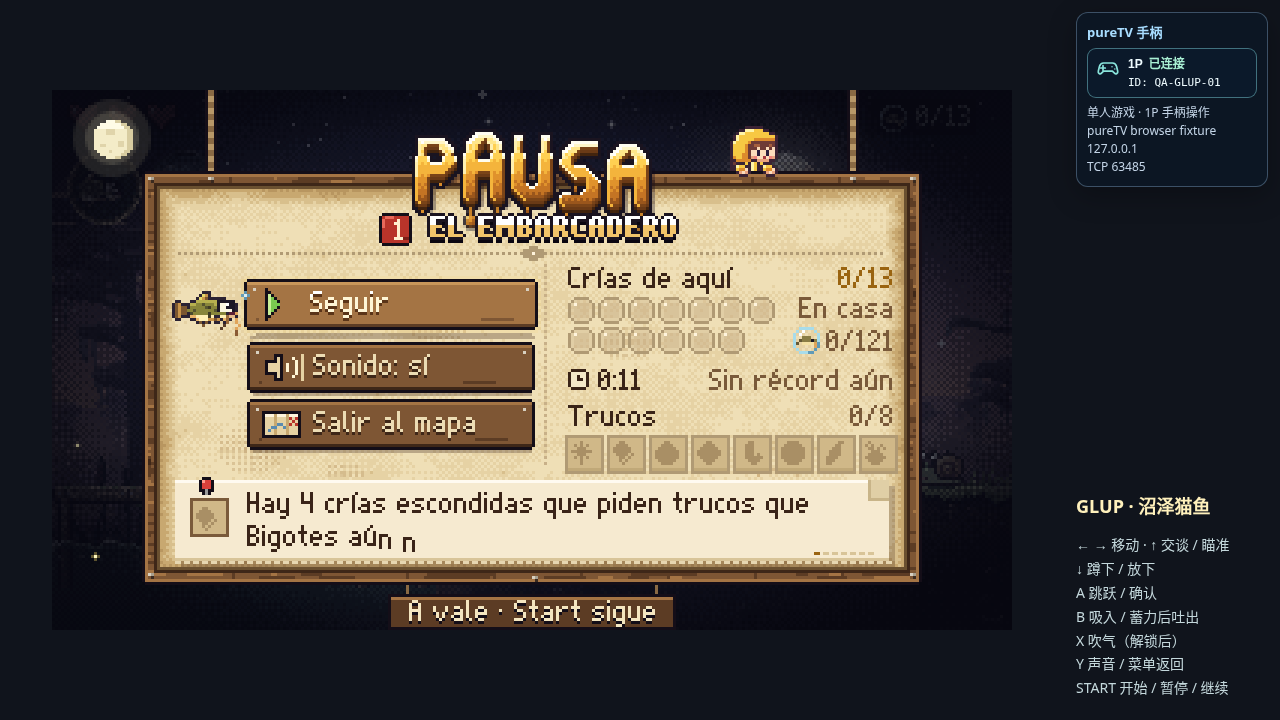 PAUSA
1 EL EMBARCADERO
Seguir
Sonido: sí
Salir al mapa
Crías de aquí 0/13
En casa
0/121
0:11 Sin récord aún
Trucos 0/8
Hay 4 crías escondidas que piden trucos que
Bigotes aún n
A vale · Start sigue
0/13
pureTV 手柄
1P 已连接
ID: QA-GLUP-01
单人游戏 · 1P 手柄操作
pureTV browser fixture
127.0.0.1
TCP 63485
GLUP · 沼泽猫鱼
← → 移动 · ↑ 交谈 / 瞄准
↓ 蹲下 / 放下
A 跳跃 / 确认
B 吸入 / 蓄力后吐出
X 吹气（解锁后）
Y 声音 / 菜单返回
START 开始 / 暂停 / 继续